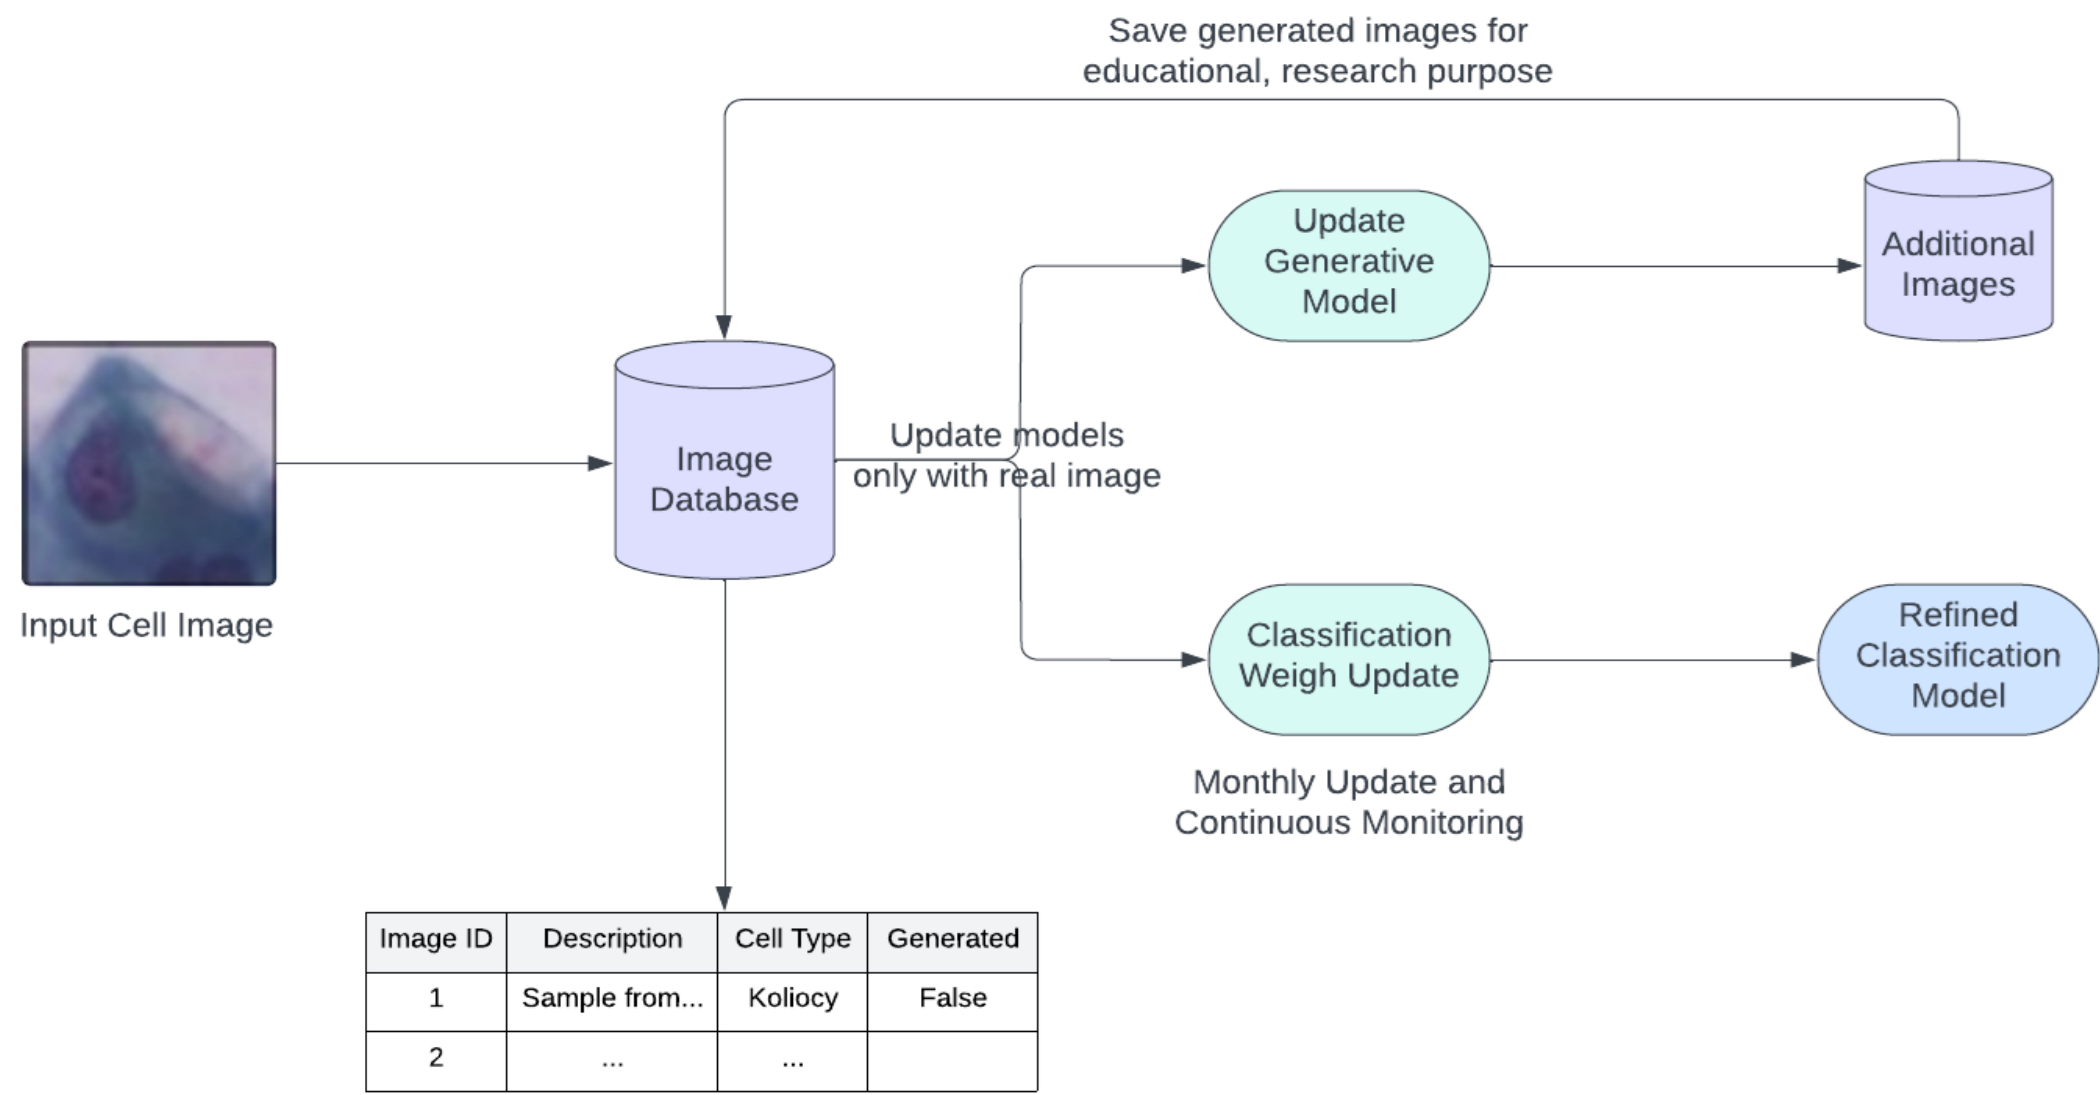 Save generated images for
educational, research purpose
Update
Generative
Model
Additional
Images
Image
Database
Update models
only with real image
Input Cell Image
Classification
Weigh Update
Refined
Classification
Model
Monthly Update and
Continuous Monitoring
Image ID Description Cell Type Generated
1 Sample from... Koliocy False
2 ... ...